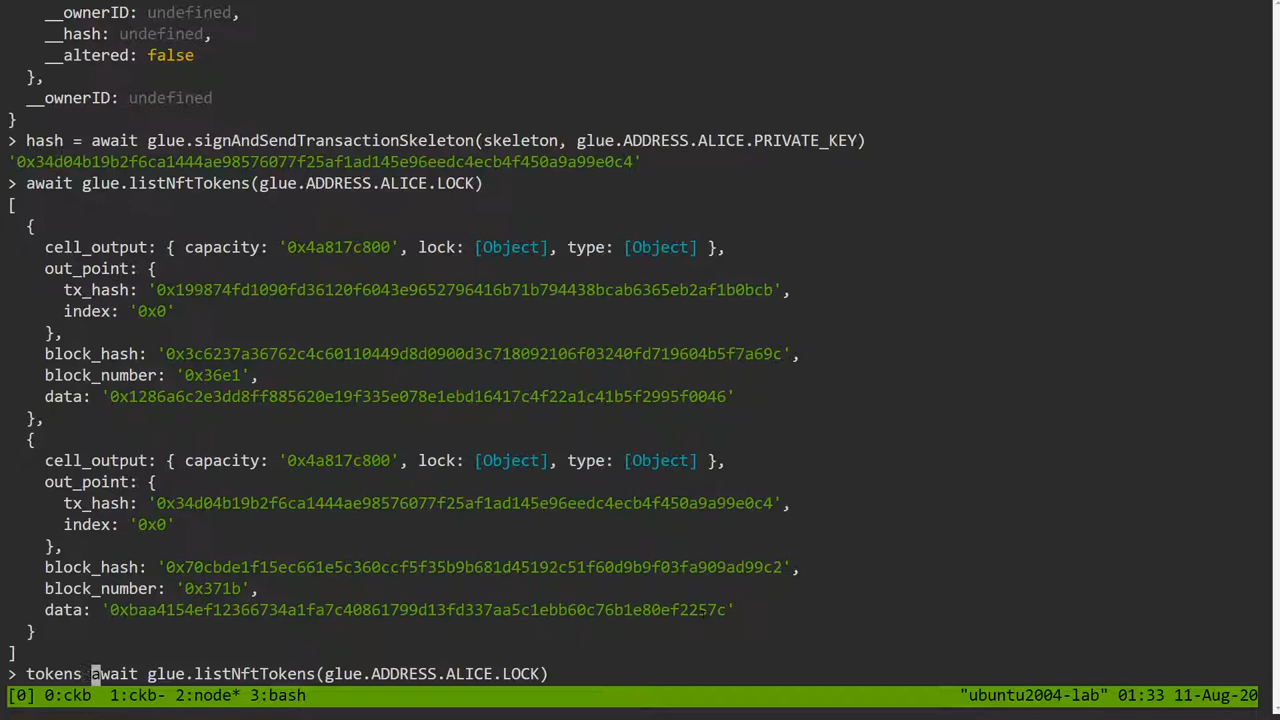 __ownerID: undefined,
__hash: undefined,
__altered: false
},
__ownerID: undefined
}
> hash = await glue.signAndSendTransactionSkeleton(skeleton, glue.ADDRESS.ALICE.PRIVATE_KEY)
'0x34d04b19b2f6ca1444ae98576077f25af1ad145e96eedc4ecb4f450a9a99e0c4'
> await glue.listNftTokens(glue.ADDRESS.ALICE.LOCK)
[
{
cell_output: { capacity: '0x4a817c800', lock: [Object], type: [Object] },
out_point: {
tx_hash: '0x199874fd1090fd36120f6043e9652796416b71b794438bcab6365eb2af1b0bcb',
index: '0x0'
},
block_hash: '0x3c6237a36762c4c60110449d8d0900d3c718092106f03240fd719604b5f7a69c',
block_number: '0x36e1',
data: '0x1286a6c2e3dd8ff885620e19f335e078e1ebd16417c4f22a1c41b5f2995f0046'
},
{
cell_output: { capacity: '0x4a817c800', lock: [Object], type: [Object] },
out_point: {
tx_hash: '0x34d04b19b2f6ca1444ae98576077f25af1ad145e96eedc4ecb4f450a9a99e0c4',
index: '0x0'
},
block_hash: '0x70cbde1f15ec661e5c360ccf5f35b9b681d45192c51f60d9b9f03fa909ad99c2',
block_number: '0x371b',
data: '0xbaa4154ef12366734a1fa7c40861799d13fd337aa5c1ebb60c76b1e80ef2257c'
}
]
> tokens await glue.listNftTokens(glue.ADDRESS.ALICE.LOCK)
[0] 0:ckb 1:ckb- 2:node* 3:bash "ubuntu2004-lab" 01:33 11-Aug-20